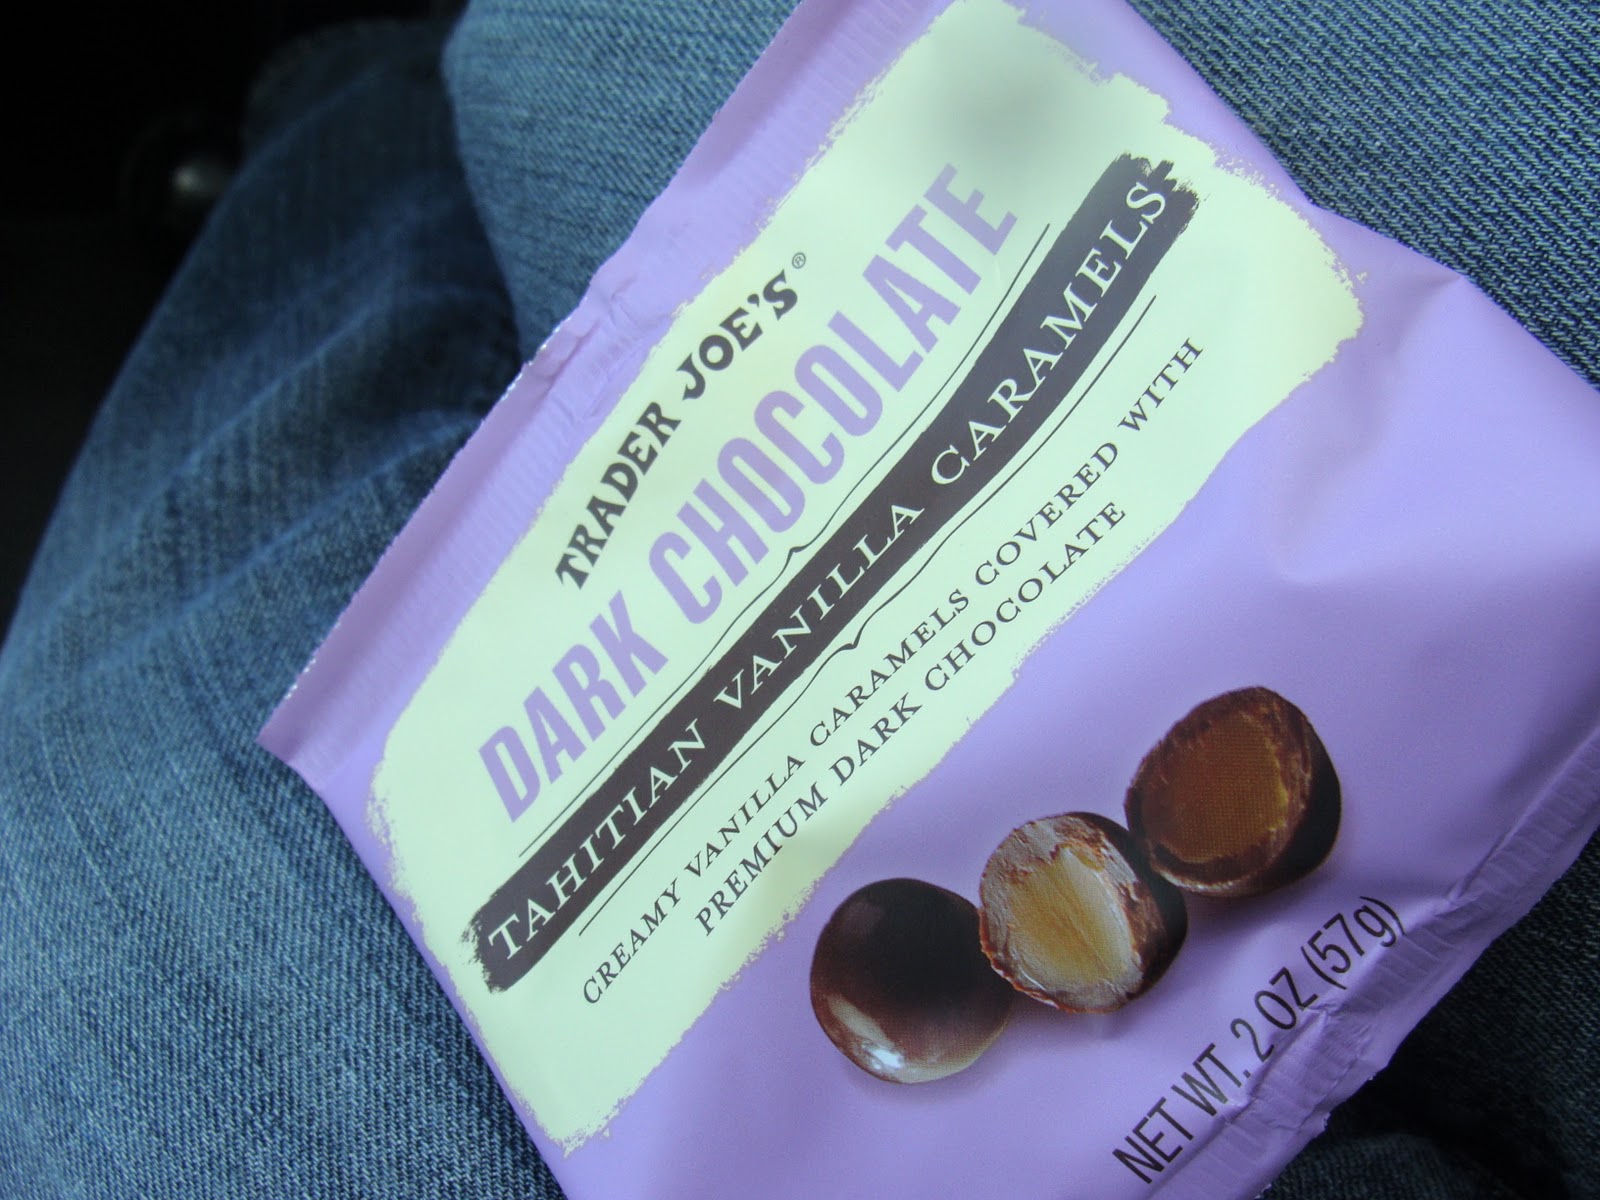 TRADER JOE'S®
DARK CHOCOLATE
TAHITIAN VANILLA CARAMELS
CREAMY VANILLA CARAMELS COVERED WITH
PREMIUM DARK CHOCOLATE
NET WT. 2 OZ (57g)